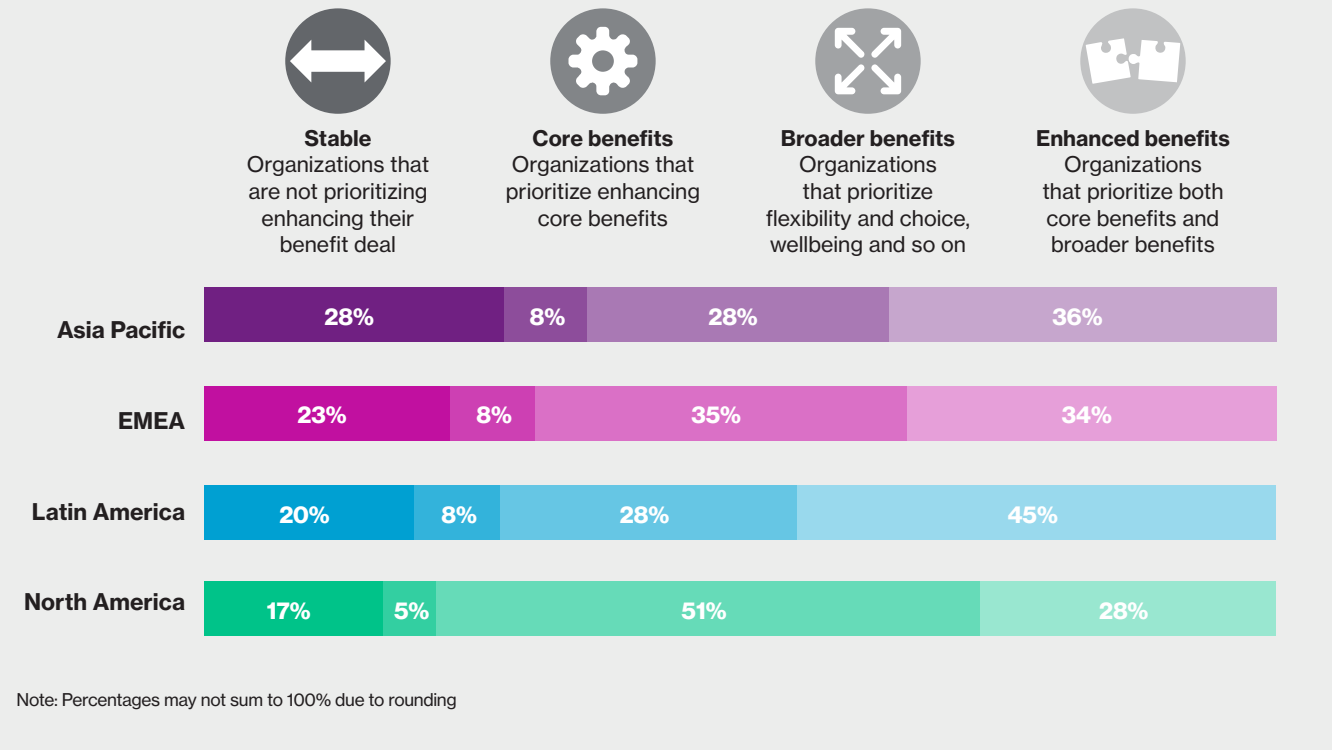 Stable
Organizations that
are not prioritizing
enhancing their
benefit deal
Core benefits
Organizations that
prioritize enhancing
core benefits
Broader benefits
Organizations
that prioritize
flexibility and choice,
wellbeing and so on
Enhanced benefits
Organizations
that prioritize both
core benefits and
broader benefits
Asia Pacific
28%
8%
28%
36%
EMEA
23%
8%
35%
34%
Latin America
20%
8%
28%
45%
North America
17%
5%
51%
28%
Note: Percentages may not sum to 100% due to rounding